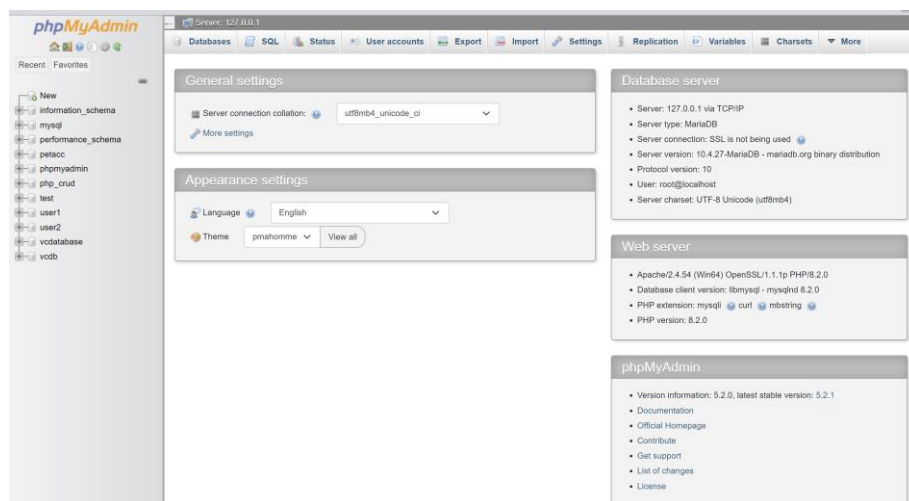 phpMyAdmin
Recent Favorites
New
information_schema
mysql
performance_schema
petacc
phpmyadmin
php_crud
test
user1
user2
vcdatabase
vcdb
Server: 127.0.0.1
Databases SQL Status User accounts Export Import Settings Replication Variables Charsets More
General settings
Server connection collation: utf8mb4_unicode_ci
More settings
Appearance settings
Language English
Theme pmahomme View all
Database server
Server: 127.0.0.1 via TCP/IP
Server type: MariaDB
Server connection: SSL is not being used
Server version: 10.4.27-MariaDB - mariadb.org binary distribution
Protocol version: 10
User: root@localhost
Server charset: UTF-8 Unicode (utf8mb4)
Web server
Apache/2.4.54 (Win64) OpenSSL/1.1.1p PHP/8.2.0
Database client version: libmysql - mysqlnd 8.2.0
PHP extension: mysqli curl mbstring
PHP version: 8.2.0
phpMyAdmin
Version information: 5.2.0, latest stable version: 5.2.1
Documentation
Official Homepage
Contribute
Get support
List of changes
License